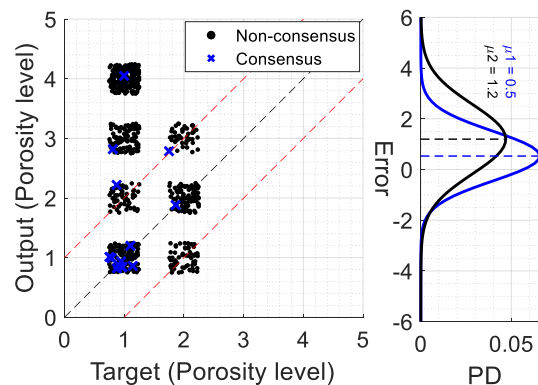 Output (Porosity level)
5
4
3
2
1
0
0
1
2
3
4
5
Target (Porosity level)
Non-consensus
Consensus
Error
6
4
2
0
-2
-4
-6
0
0.05
PD
μ1 = 0.5
μ2 = 1.2